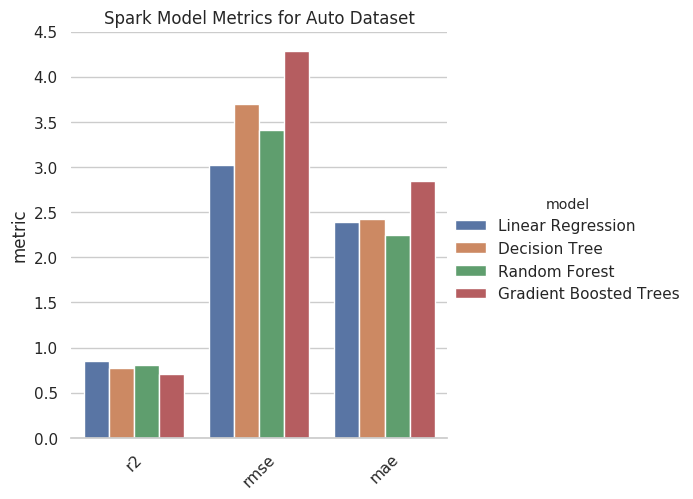 Spark Model Metrics for Auto Dataset
metric
4.5
4.0
3.5
3.0
2.5
2.0
1.5
1.0
0.5
0.0
r2
rmse
mae
model
Linear Regression
Decision Tree
Random Forest
Gradient Boosted Trees